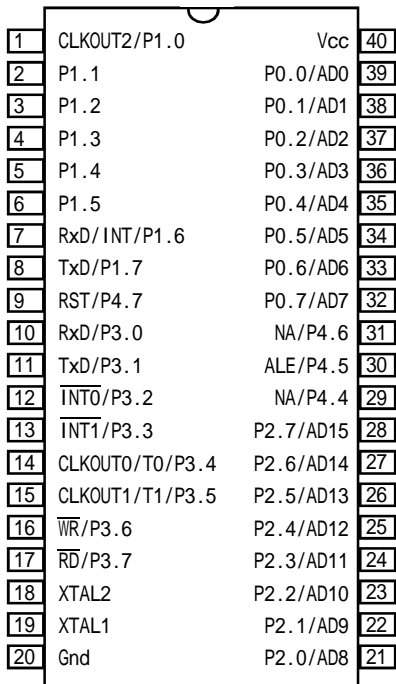 1 CLKOUT2/P1.0 Vcc 40
2 P1.1 P0.0/AD0 39
3 P1.2 P0.1/AD1 38
4 P1.3 P0.2/AD2 37
5 P1.4 P0.3/AD3 36
6 P1.5 P0.4/AD4 35
7 RxD/INT/P1.6 P0.5/AD5 34
8 TxD/P1.7 P0.6/AD6 33
9 RST/P4.7 P0.7/AD7 32
10 RxD/P3.0 NA/P4.6 31
11 TxD/P3.1 ALE/P4.5 30
12 I̅N̅T̅0̅/P3.2 NA/P4.4 29
13 I̅N̅T̅1̅/P3.3 P2.7/AD15 28
14 CLKOUT0/T0/P3.4 P2.6/AD14 27
15 CLKOUT1/T1/P3.5 P2.5/AD13 26
16 W̅R̅/P3.6 P2.4/AD12 25
17 R̅D̅/P3.7 P2.3/AD11 24
18 XTAL2 P2.2/AD10 23
19 XTAL1 P2.1/AD9 22
20 Gnd P2.0/AD8 21